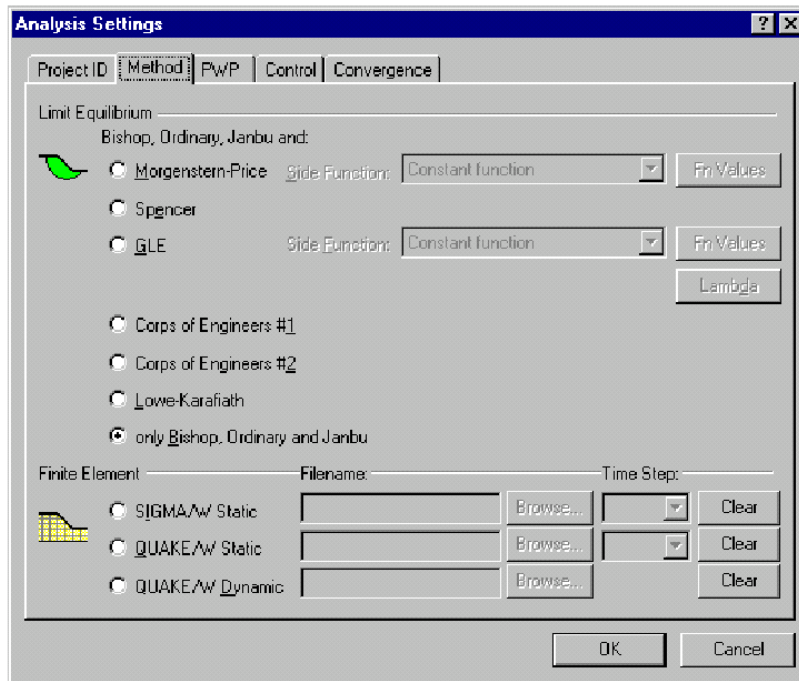 Analysis Settings
Project ID Method PWP Control Convergence
Limit Equilibrium
Bishop, Ordinary, Janbu and:
Morgenstern-Price Side Function: Constant function Fn Values
Spencer
GLE Side Function: Constant function Fn Values
Lambda
Corps of Engineers #1
Corps of Engineers #2
Lowe-Karafiath
only Bishop, Ordinary and Janbu
Finite Element Filename: Time Step:
SIGMA/W Static Browse... Clear
QUAKE/W Static Browse... Clear
QUAKE/W Dynamic Browse... Clear
OK Cancel